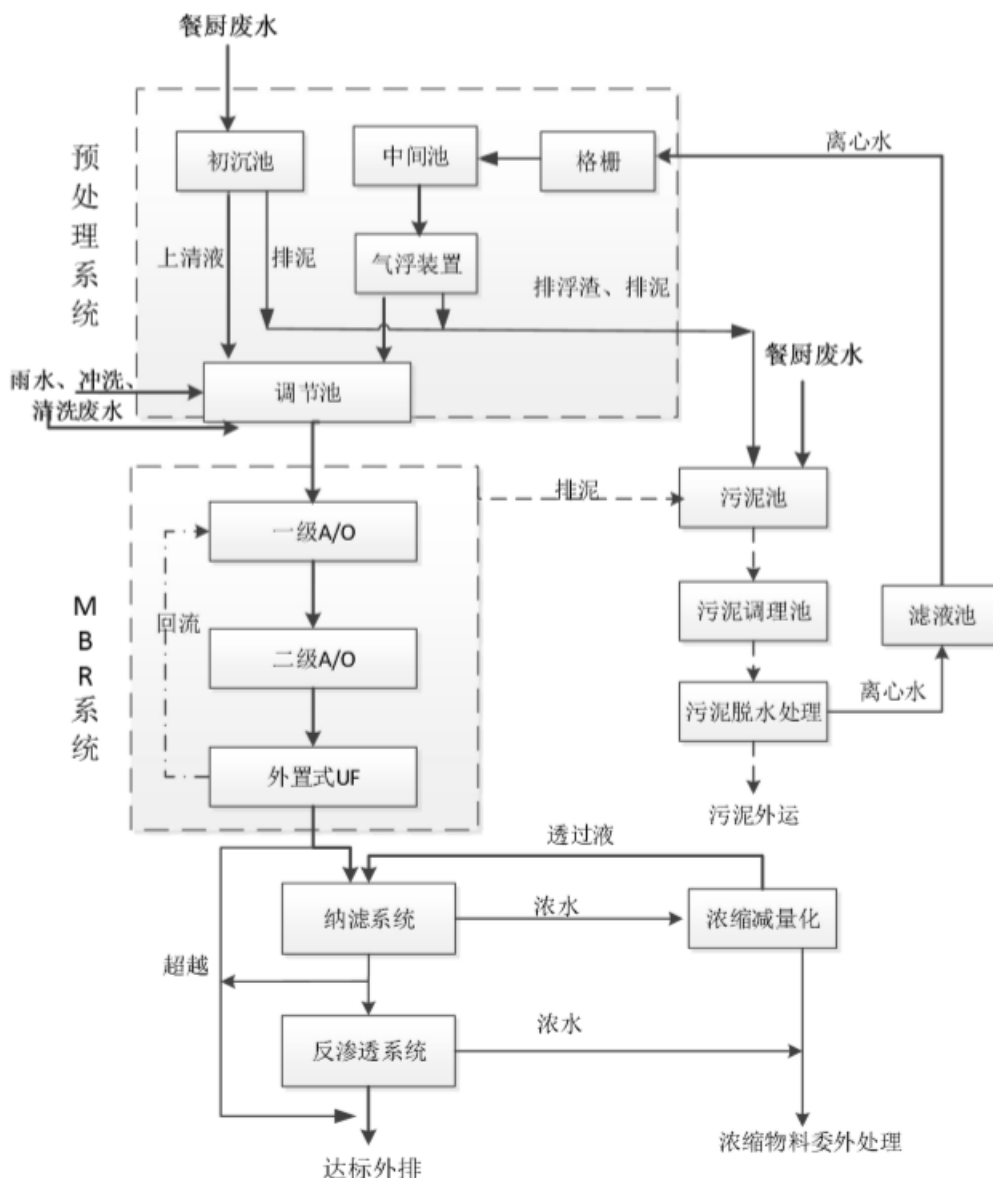 餐厨废水
预处理系统
初沉池
中间池
格栅
离心水
上清液
排泥
气浮装置
排浮渣、排泥
餐厨废水
雨水、冲洗、
清洗废水
调节池
排泥
污泥池
MBR系统
一级A/O
回流
二级A/O
外置式UF
污泥调理池
滤液池
污泥脱水处理
离心水
污泥外运
透过液
纳滤系统
浓水
浓缩减量化
超越
反渗透系统
浓水
达标外排
浓缩物料委外处理